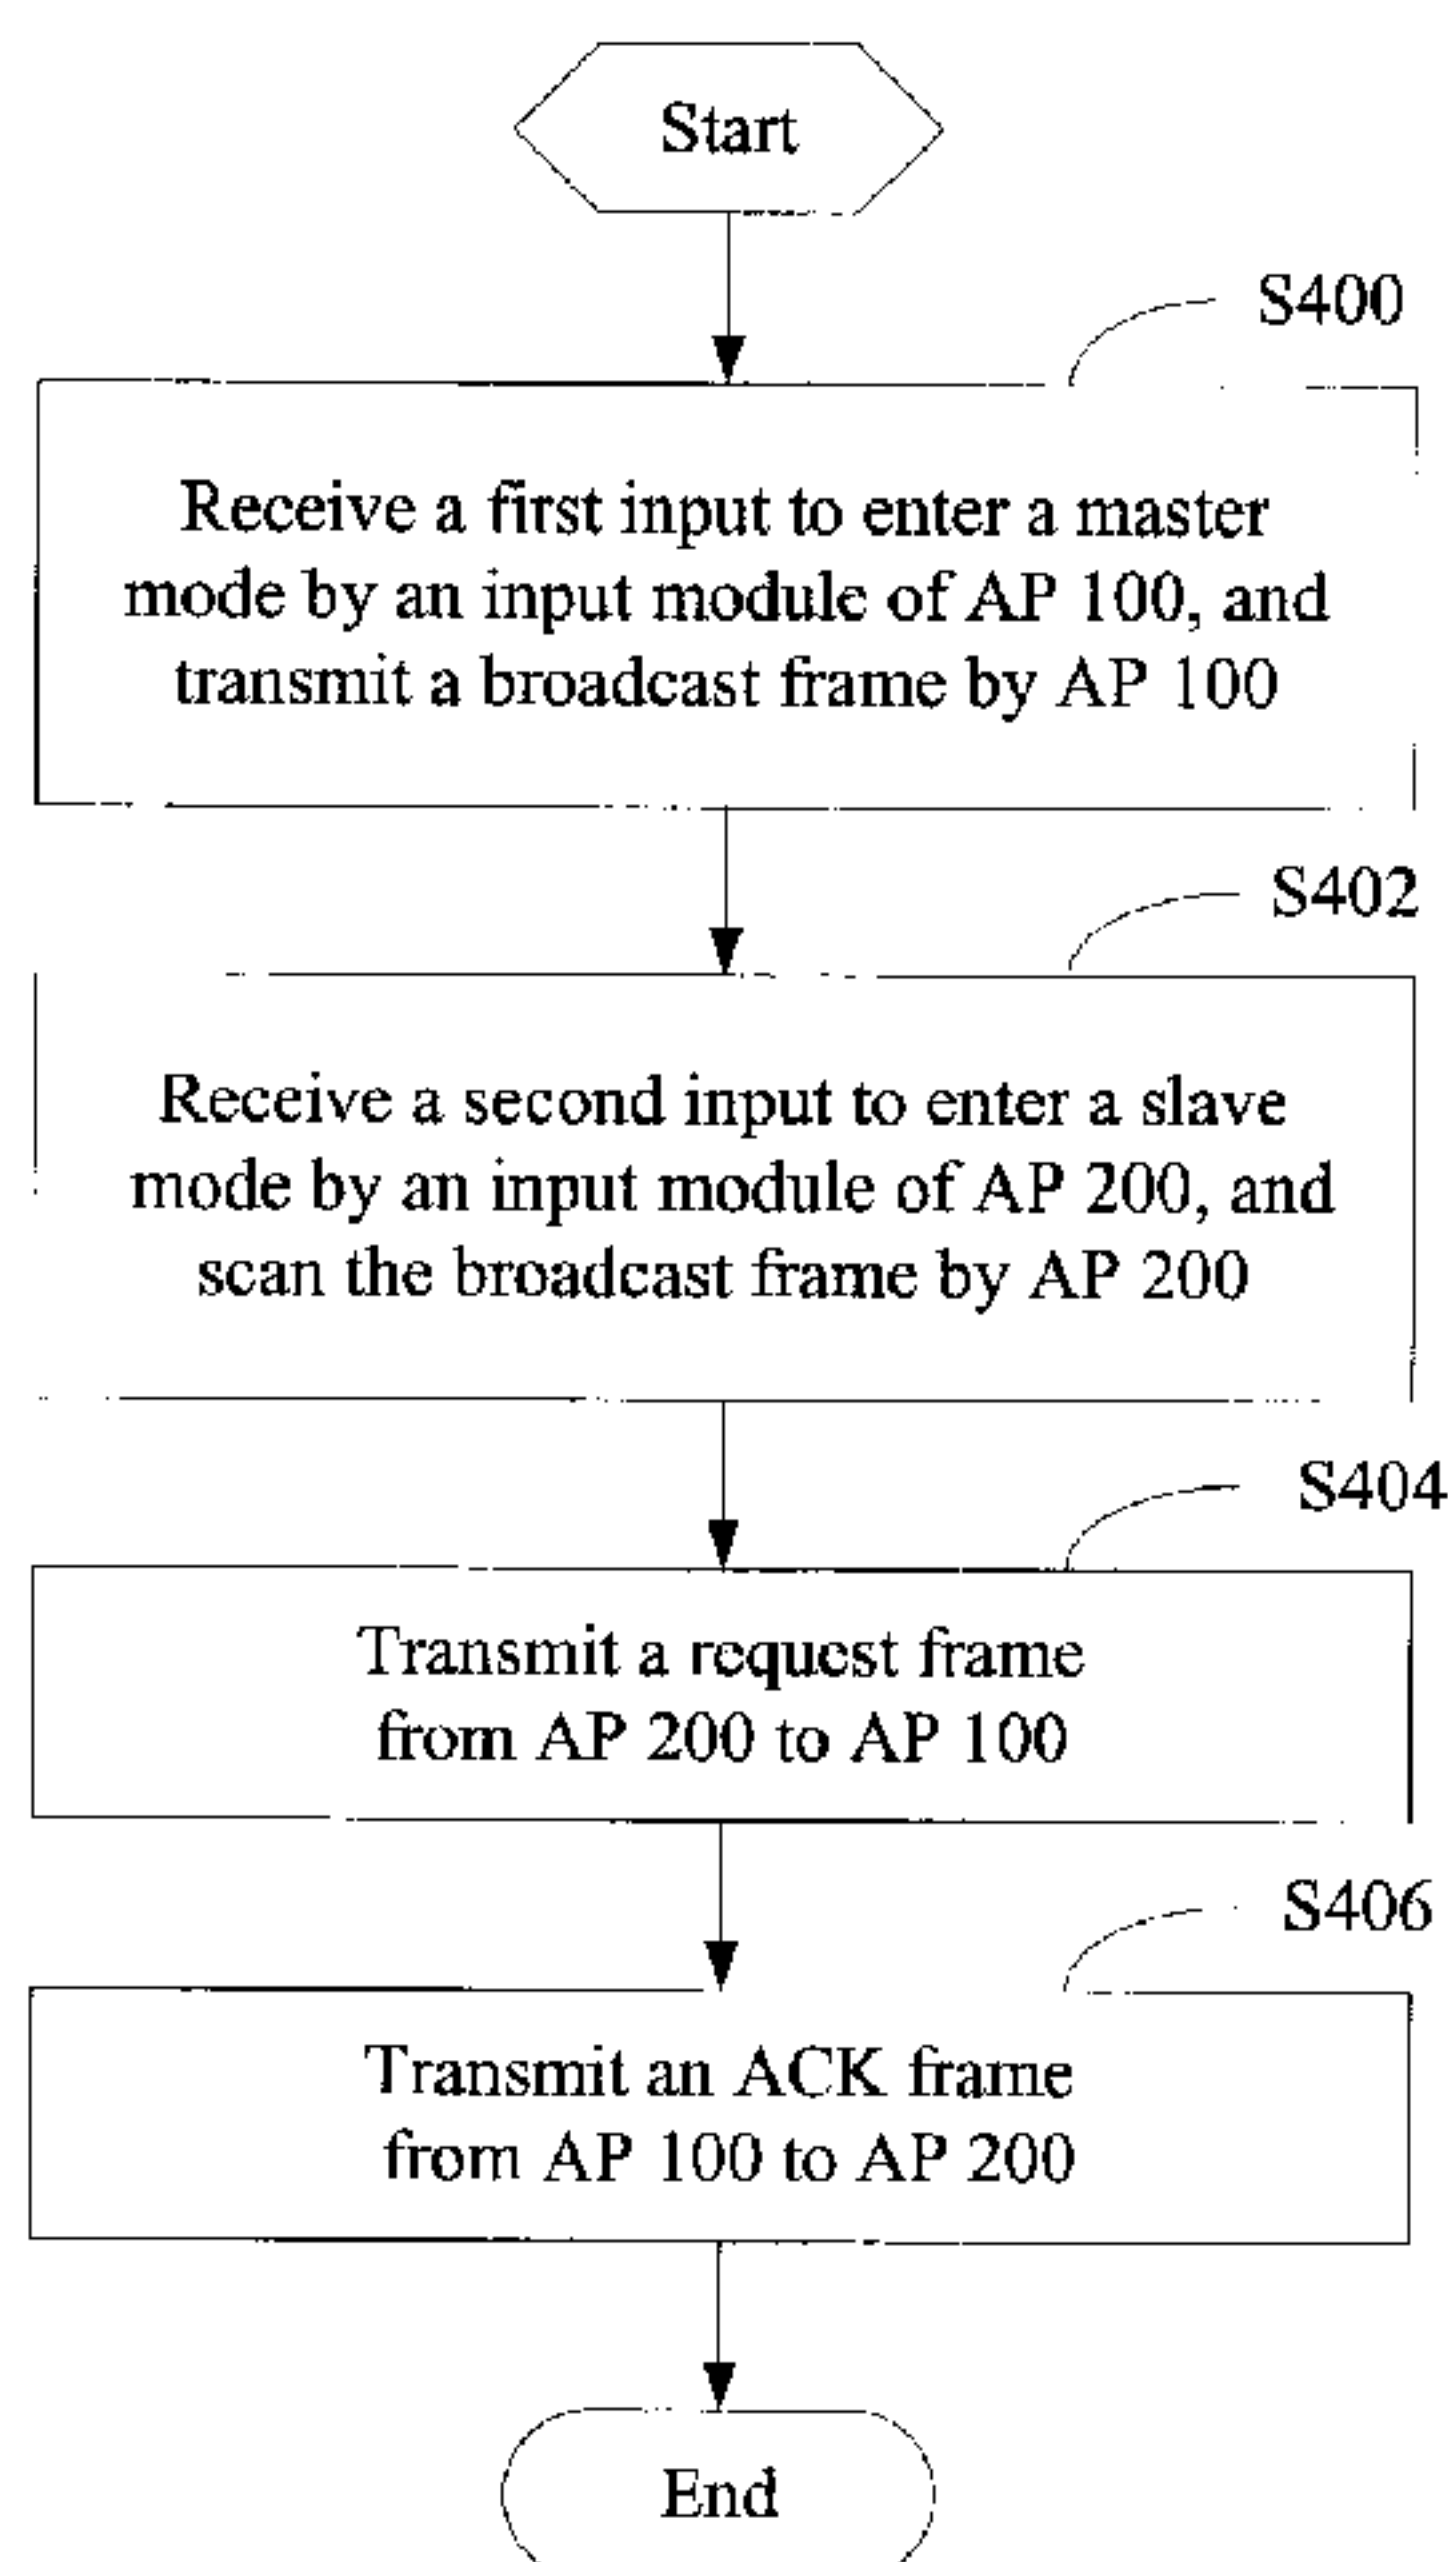 Start
S400
Receive a first input to enter a master
mode by an input module of AP 100, and
transmit a broadcast frame by AP 100
S402
Receive a second input to enter a slave
mode by an input module of AP 200, and
scan the broadcast frame by AP 200
S404
Transmit a request frame
from AP 200 to AP 100
S406
Transmit an ACK frame
from AP 100 to AP 200
End